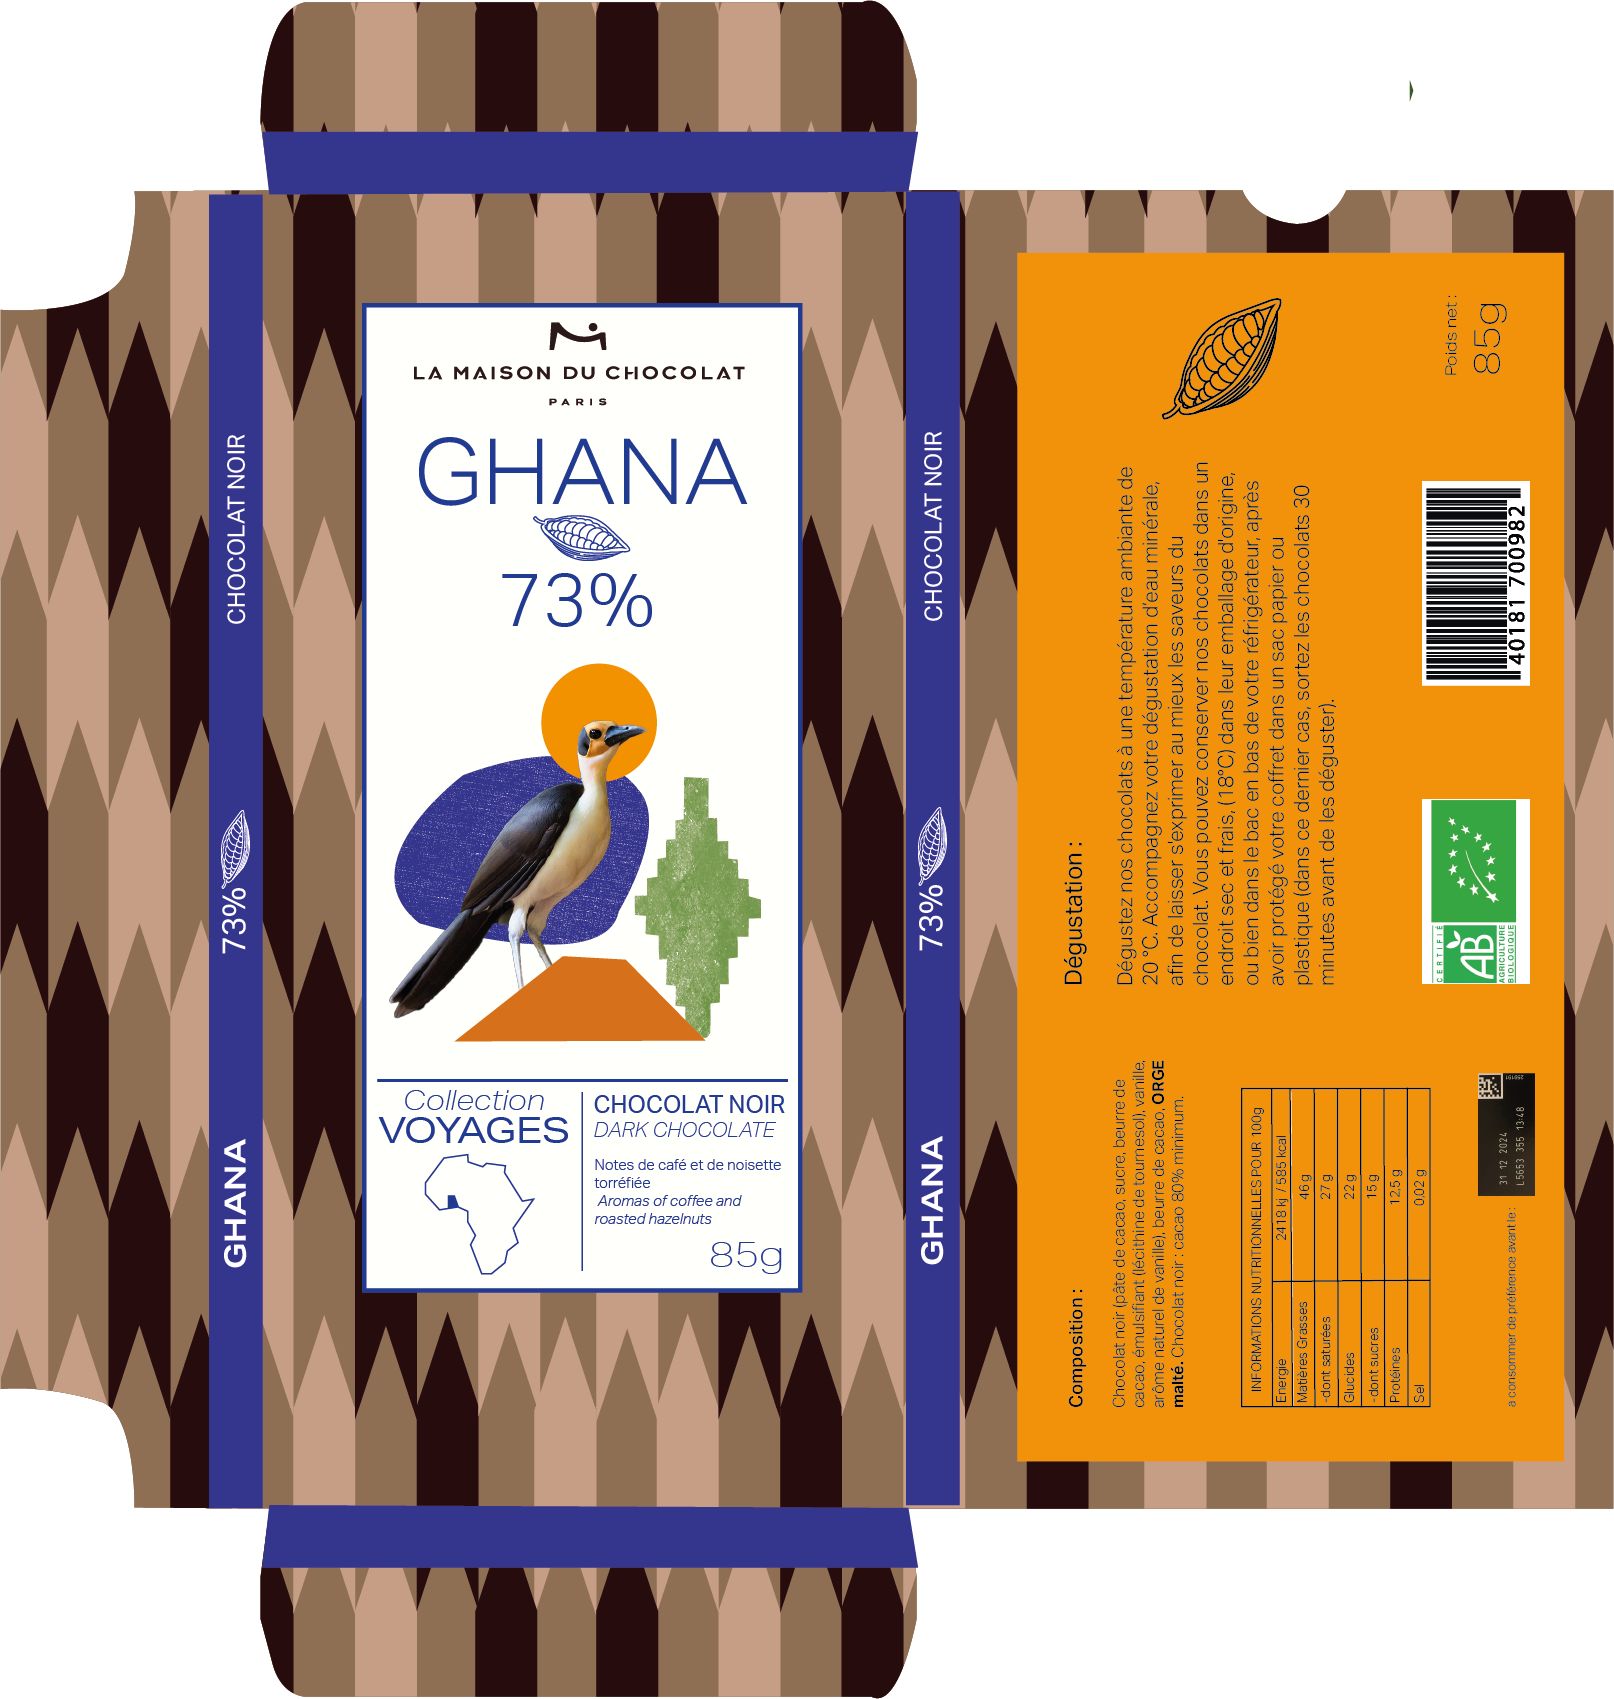 LA MAISON DU CHOCOLAT
PARIS
GHANA
73%
Collection
VOYAGES
CHOCOLAT NOIR
DARK CHOCOLATE
Notes de café et de noisette
torréfiée
Aromas of coffee and
roasted hazelnuts
85g
GHANA 73% CHOCOLAT NOIR
GHANA 73% CHOCOLAT NOIR
Composition :
Chocolat noir (pâte de cacao, sucre, beurre de
cacao, émulsifiant (lécithine de tournesol), vanille,
arôme naturel de vanille), beurre de cacao, ORGE
malté. Chocolat noir : cacao 80% minimum.
INFORMATIONS NUTRITIONNELLES POUR 100g
Energie 2418 kj / 585 kcal
Matières Grasses 46 g
- dont saturées 27 g
Glucides 22 g
- dont sucres 15 g
Protéines 12,5 g
Sel 0,02 g
a consommer de préférence avant le :
31 12 2024
L5653 355 13:48
259191
Dégustation :
Dégustez nos chocolats à une température ambiante de
20 °C. Accompagnez votre dégustation d'eau minérale,
afin de laisser s'exprimer au mieux les saveurs du
chocolat. Vous pouvez conserver nos chocolats dans un
endroit sec et frais, (18°C) dans leur emballage d'origine,
ou bien dans le bac en bas de votre réfrigérateur, après
avoir protégé votre coffret dans un sac papier ou
plastique (dans ce dernier cas, sortez les chocolats 30
minutes avant de les déguster).
CERTIFIÉ
AB
AGRICULTURE
BIOLOGIQUE
40181 700982
Poids net :
85g